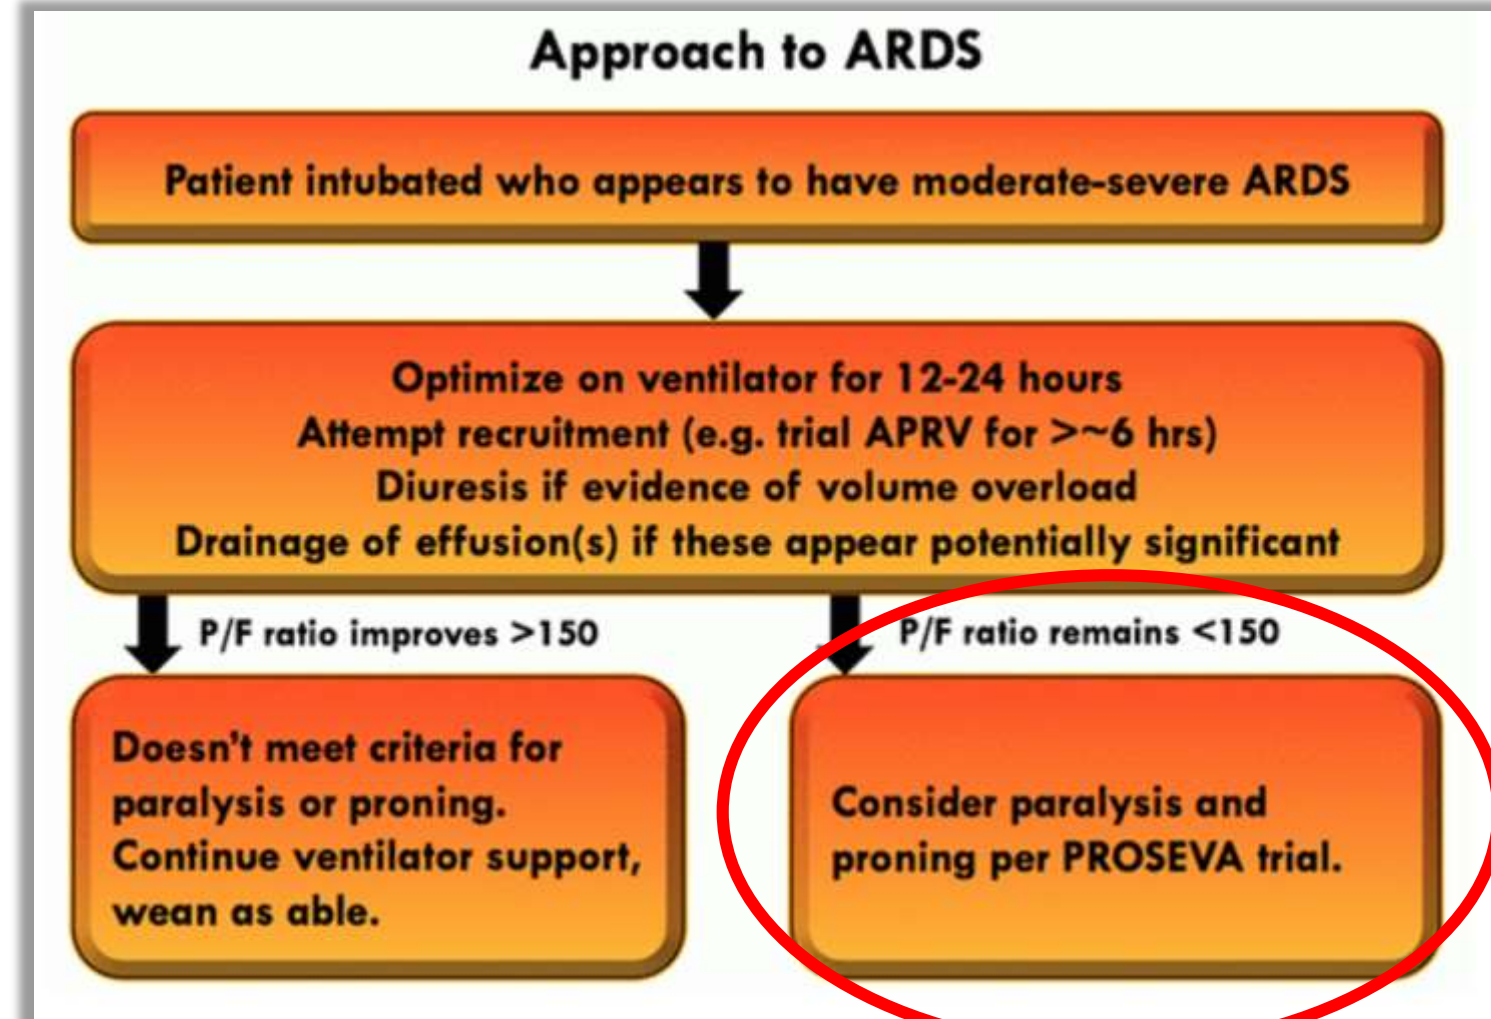 Approach to ARDS
Patient intubated who appears to have moderate-severe ARDS
Optimize on ventilator for 12-24 hours
Attempt recruitment (e.g. trial APRV for >~6 hrs)
Diuresis if evidence of volume overload
Drainage of effusion(s) if these appear potentially significant
P/F ratio improves >150
P/F ratio remains <150
Doesn't meet criteria for
paralysis or proning.
Continue ventilator support,
wean as able.
Consider paralysis and
proning per PROSEVA trial.